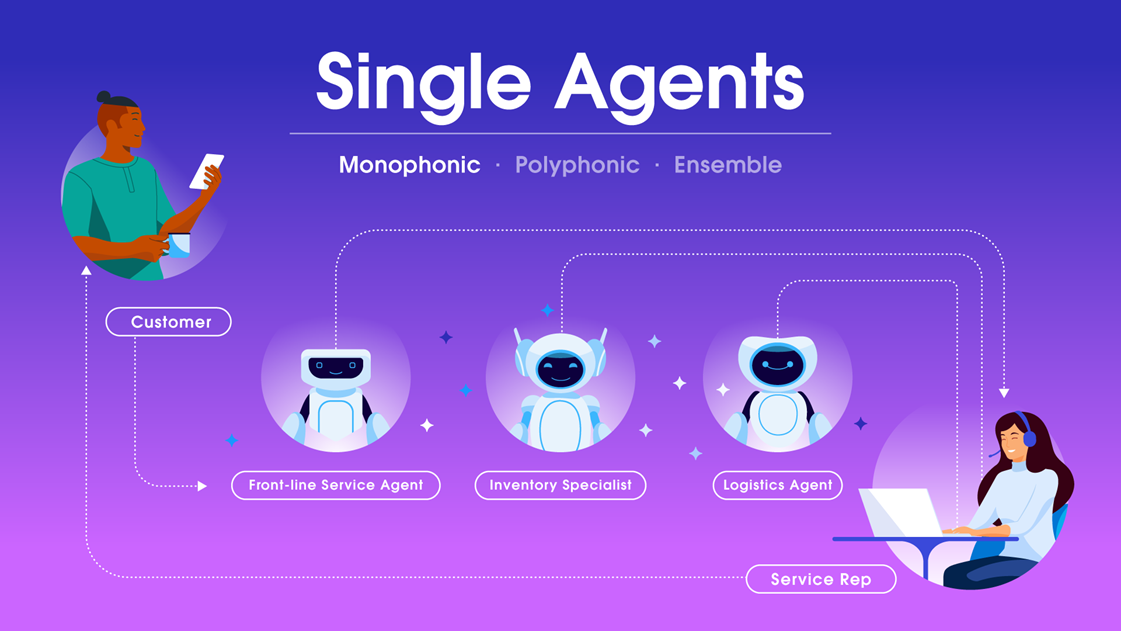 Single Agents
Monophonic · Polyphonic · Ensemble
Customer
Front-line Service Agent
Inventory Specialist
Logistics Agent
Service Rep